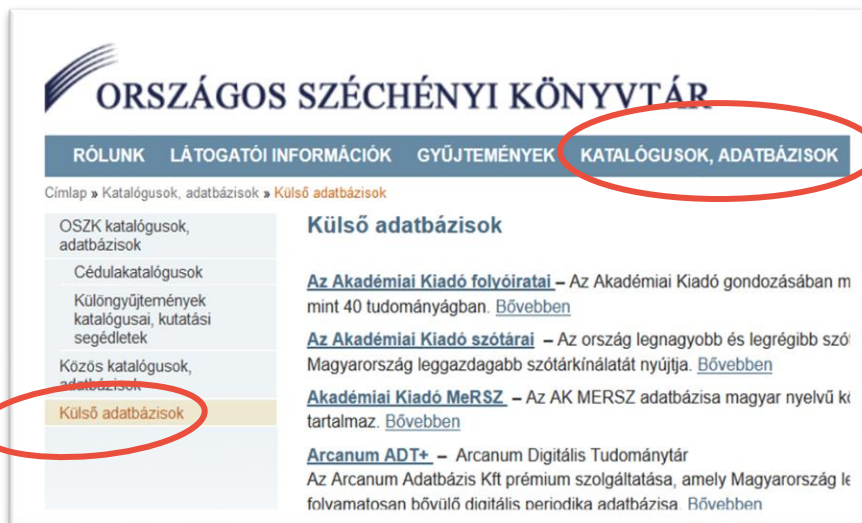 ORSZÁGOS SZÉCHÉNYI KÖNYVTÁR
RÓLUNK LÁTOGATÓI INFORMÁCIÓK GYŰJTEMÉNYEK KATALÓGUSOK, ADATBÁZISOK
Címlap » Katalógusok, adatbázisok » Külső adatbázisok
OSZK katalógusok,
adatbázisok
Cédulakatalógusok
Különgyűjtemények
katalógusai, kutatási
segédletek
Közös katalógusok,
adatbázisok
Külső adatbázisok
Külső adatbázisok
Az Akadémiai Kiadó folyóiratai – Az Akadémiai Kiadó gondozásában m
mint 40 tudományágban. Bővebben
Az Akadémiai Kiadó szótárai – Az ország legnagyobb és legrégibb szó
Magyarország leggazdagabb szótárkínálatát nyújtja. Bővebben
Akadémiai Kiadó MeRSZ – Az AK MERSZ adatbázisa magyar nyelvű
tartalmaz. Bővebben
Arcanum ADT+ – Arcanum Digitális Tudománytár
Az Arcanum Adatbázis Kft prémium szolgáltatása, amely Magyarország le
folyamatosan bővülő digitális periodika adatbázisa. Bővebben